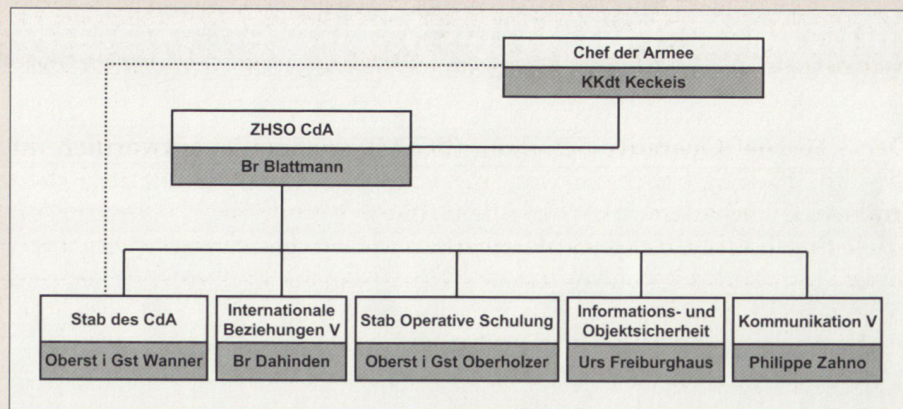 Chef der Armee
KKdt Keckeis
ZHSO CdA
Br Blattmann
Stab des CdA
Oberst i Gst Wanner
Internationale
Beziehungen V
Br Dahinden
Stab Operative Schulung
Oberst i Gst Oberholzer
Informations- und
Objektsicherheit
Urs Freiburghaus
Kommunikation V
Philippe Zahno